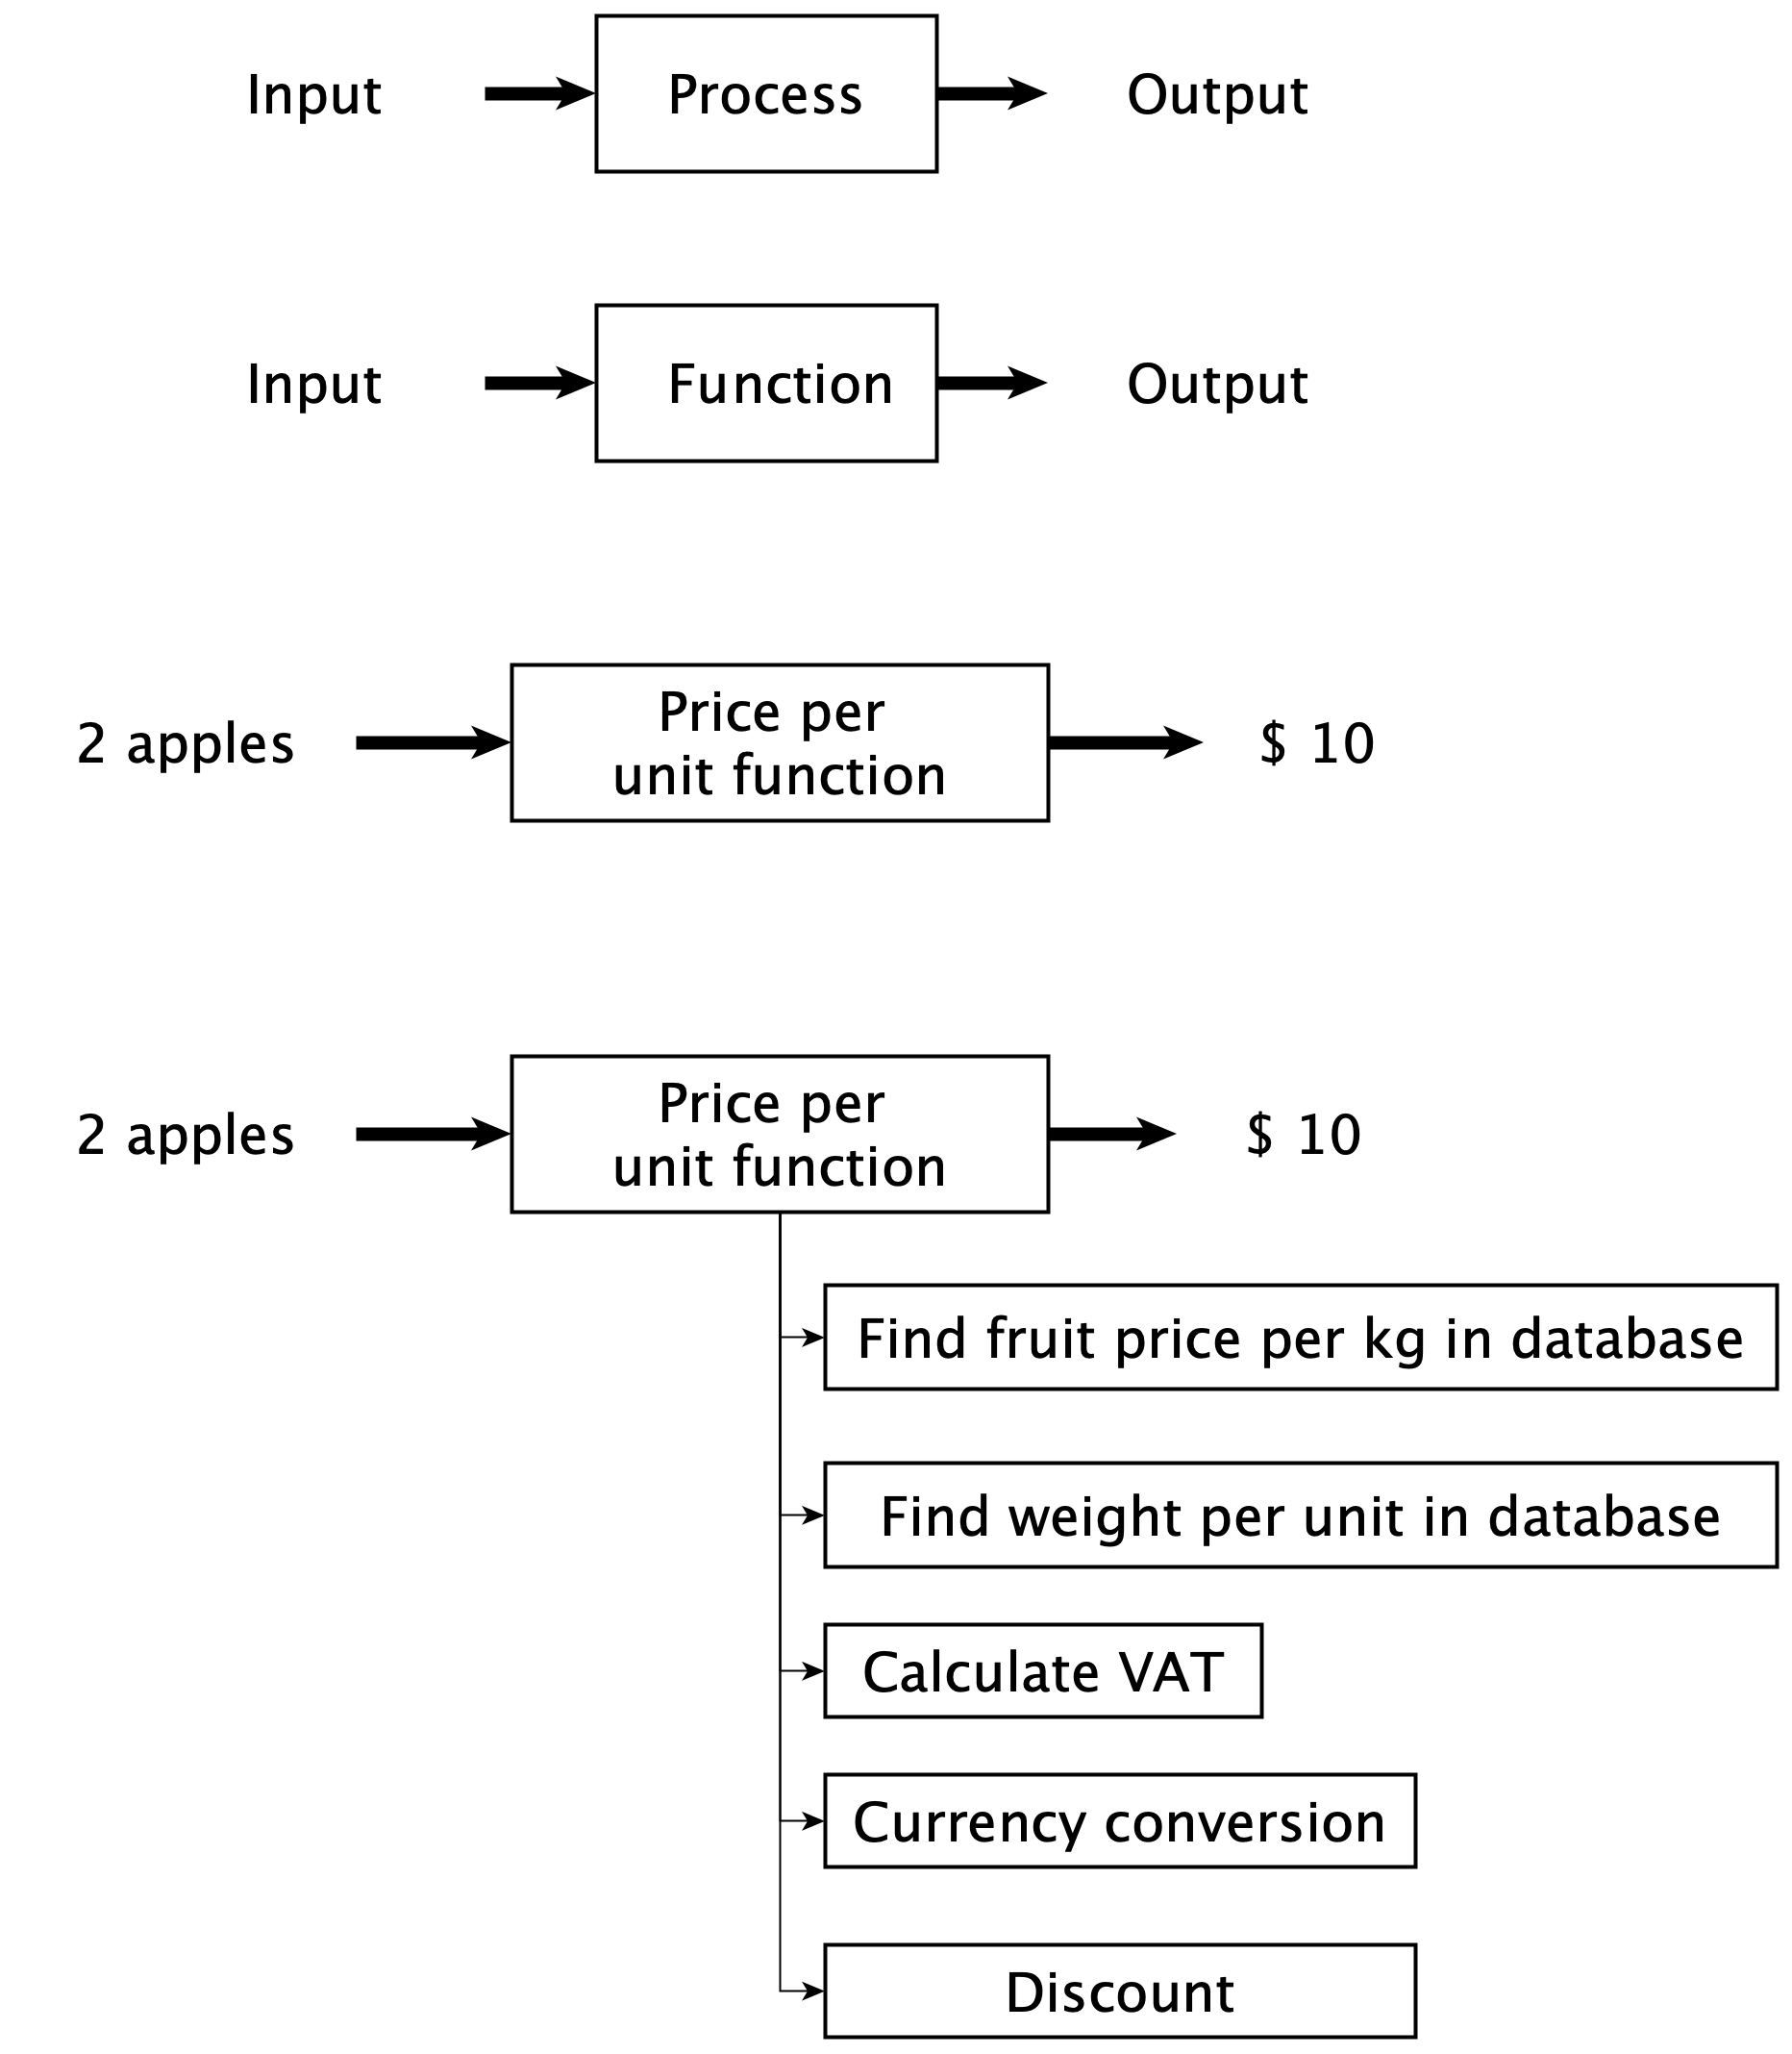 Input
Process
Output
Input
Function
Output
2 apples
Price per
unit function
$ 10
2 apples
Price per
unit function
$ 10
Find fruit price per kg in database
Find weight per unit in database
Calculate VAT
Currency conversion
Discount